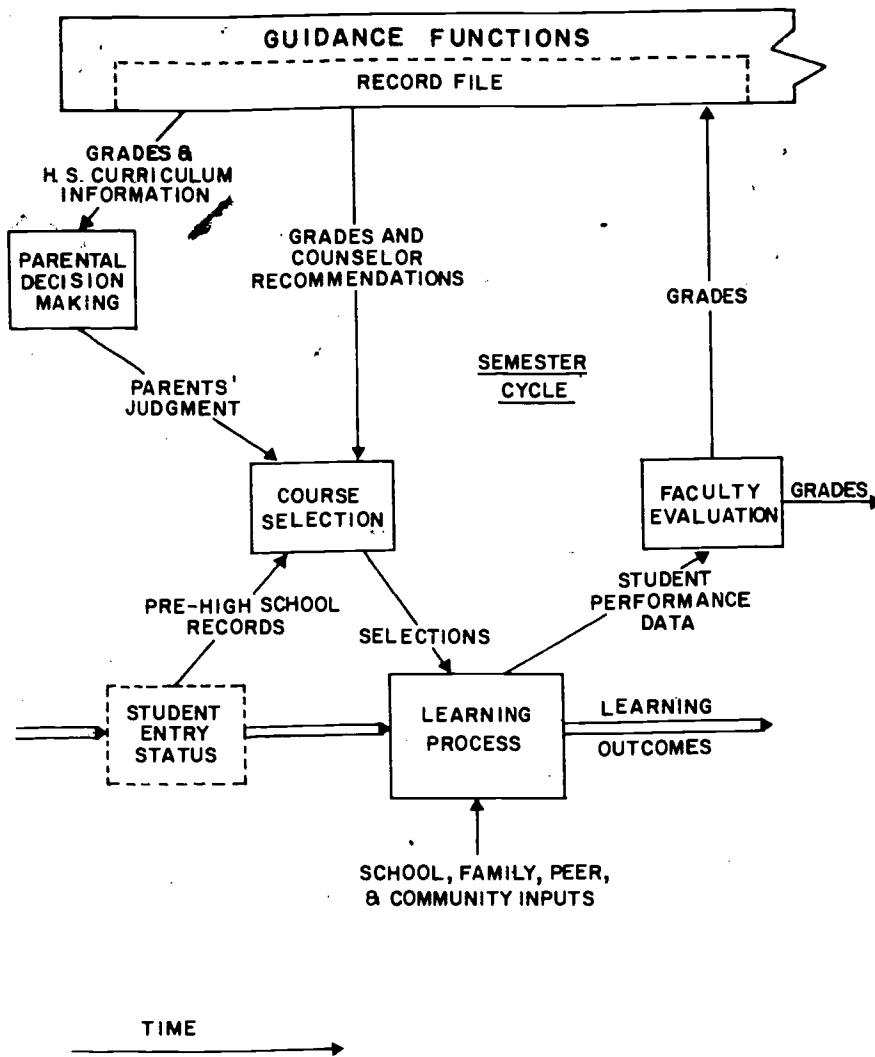 GUIDANCE FUNCTIONS
RECORD FILE
GRADES &
H. S. CURRICULUM
INFORMATION
PARENTAL
DECISION
MAKING
GRADES AND
COUNSELOR
RECOMMENDATIONS
GRADES
SEMESTER
CYCLE
PARENTS'
JUDGMENT
COURSE
SELECTION
FACULTY
EVALUATION
GRADES
PRE-HIGH SCHOOL
RECORDS
SELECTIONS
STUDENT
PERFORMANCE
DATA
STUDENT
ENTRY
STATUS
LEARNING
PROCESS
LEARNING
OUTCOMES
SCHOOL, FAMILY, PEER,
& COMMUNITY INPUTS
TIME